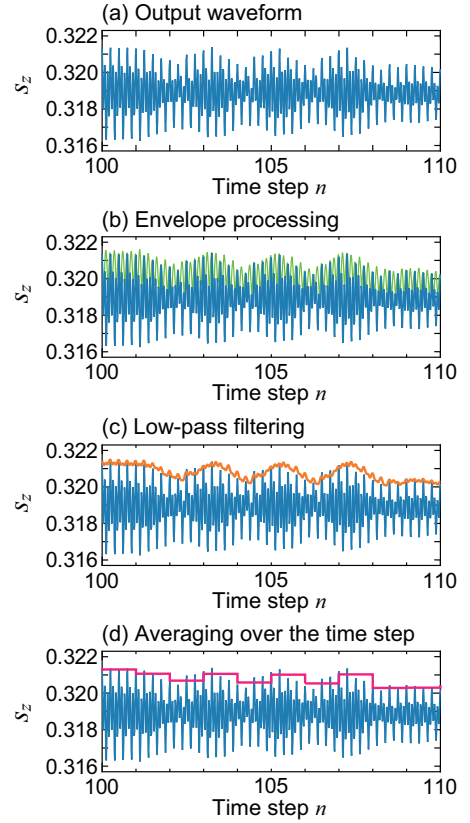 (a) Output waveform
0.322
0.320
0.318
0.316
s_z
100
105
110
Time step n
(b) Envelope processing
0.322
0.320
0.318
0.316
s_z
100
105
110
Time step n
(c) Low-pass filtering
0.322
0.320
0.318
0.316
s_z
100
105
110
Time step n
(d) Averaging over the time step
0.322
0.320
0.318
0.316
s_z
100
105
110
Time step n